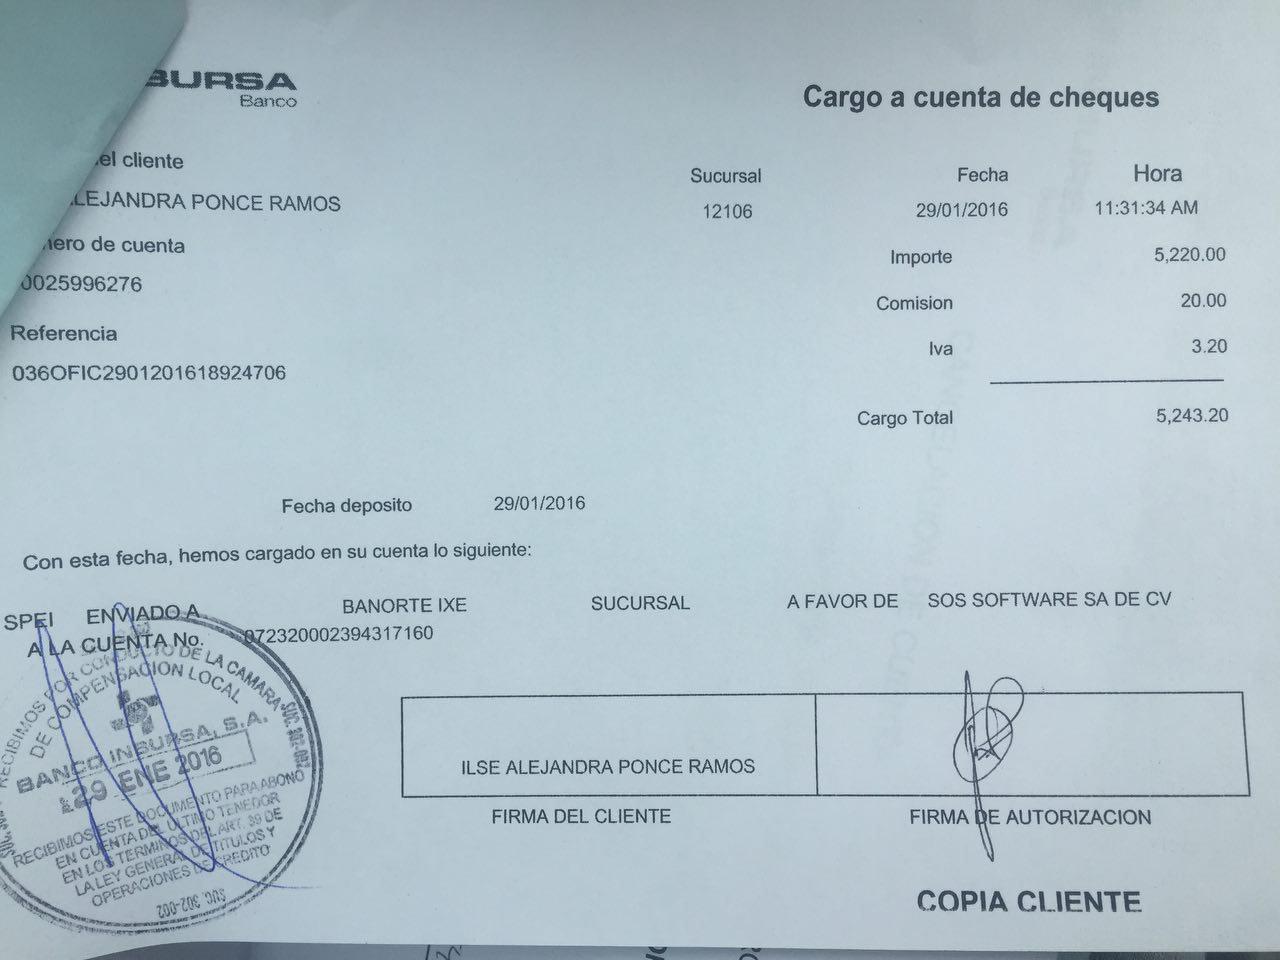 BURSA
Banco
Cargo a cuenta de cheques
el cliente
LEJANDRA PONCE RAMOS
Sucursal Fecha Hora
12106 29/01/2016 11:31:34 AM
ero de cuenta
0025996276
Importe 5,220.00
Comision 20.00
Referencia
Iva 3.20
036OFIC2901201618924706
Cargo Total 5,243.20
Fecha deposito 29/01/2016
Con esta fecha, hemos cargado en su cuenta lo siguiente:
SPEI ENVIADO A BANORTE IXE SUCURSAL A FAVOR DE SOS SOFTWARE SA DE CV
A LA CUENTA No. 072320002394317160
RECIBIMOS POR CONDUCTO DE LA CAMARA
DE COMPENSACION LOCAL
BANCO INBURSA, S.A.
29 ENE 2016
RECIBIMOS ESTE DOCUMENTO PARA ABONO
EN CUENTA DEL ULTIMO TENEDOR
EN LOS TERMINOS DEL ART. 39 DE
LA LEY GENERAL DE TITULOS Y
OPERACIONES DE CREDITO
SUC. 302-002
SUC. 302-002
ILSE ALEJANDRA PONCE RAMOS
FIRMA DEL CLIENTE FIRMA DE AUTORIZACION
COPIA CLIENTE